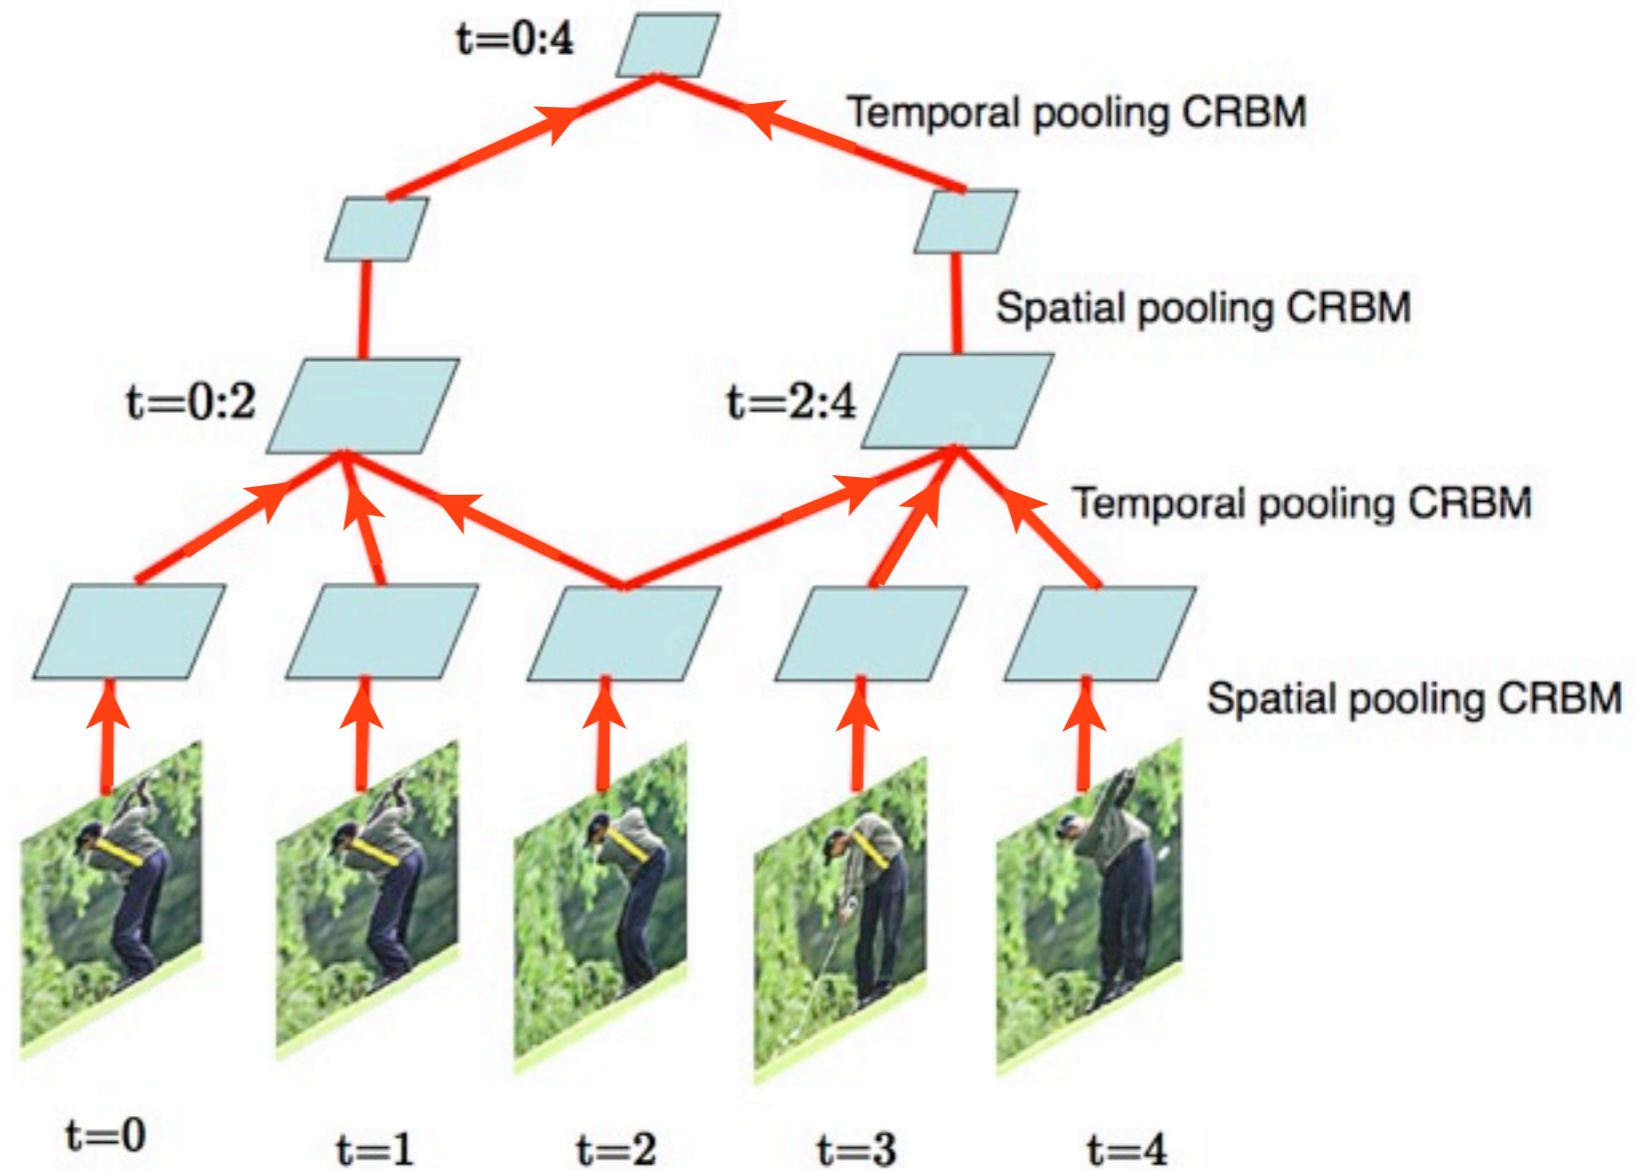 t=0:4
Temporal pooling CRBM
Spatial pooling CRBM
t=0:2
t=2:4
Temporal pooling CRBM
Spatial pooling CRBM
t=0
t=1
t=2
t=3
t=4